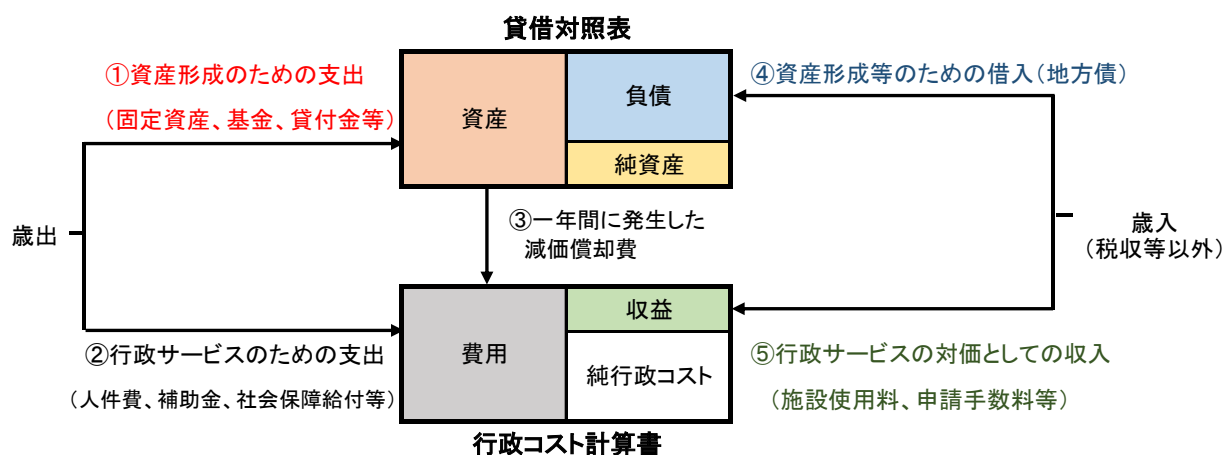 貸借対照表
①資産形成のための支出
（固定資産、基金、貸付金等）
資産
負債
純資産
④資産形成等のための借入（地方債）
歳出
③一年間に発生した
減価償却費
歳入
（税収等以外）
②行政サービスのための支出
（人件費、補助金、社会保障給付等）
費用
収益
純行政コスト
⑤行政サービスの対価としての収入
（施設使用料、申請手数料等）
行政コスト計算書